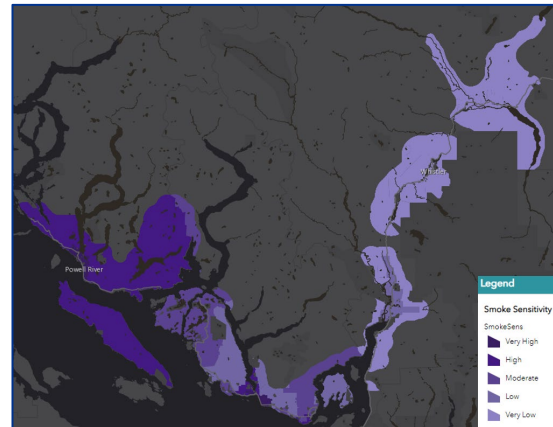 Whistler
Powell River
Legend
Smoke Sensitivity
SmokeSens
Very High
High
Moderate
Low
Very Low